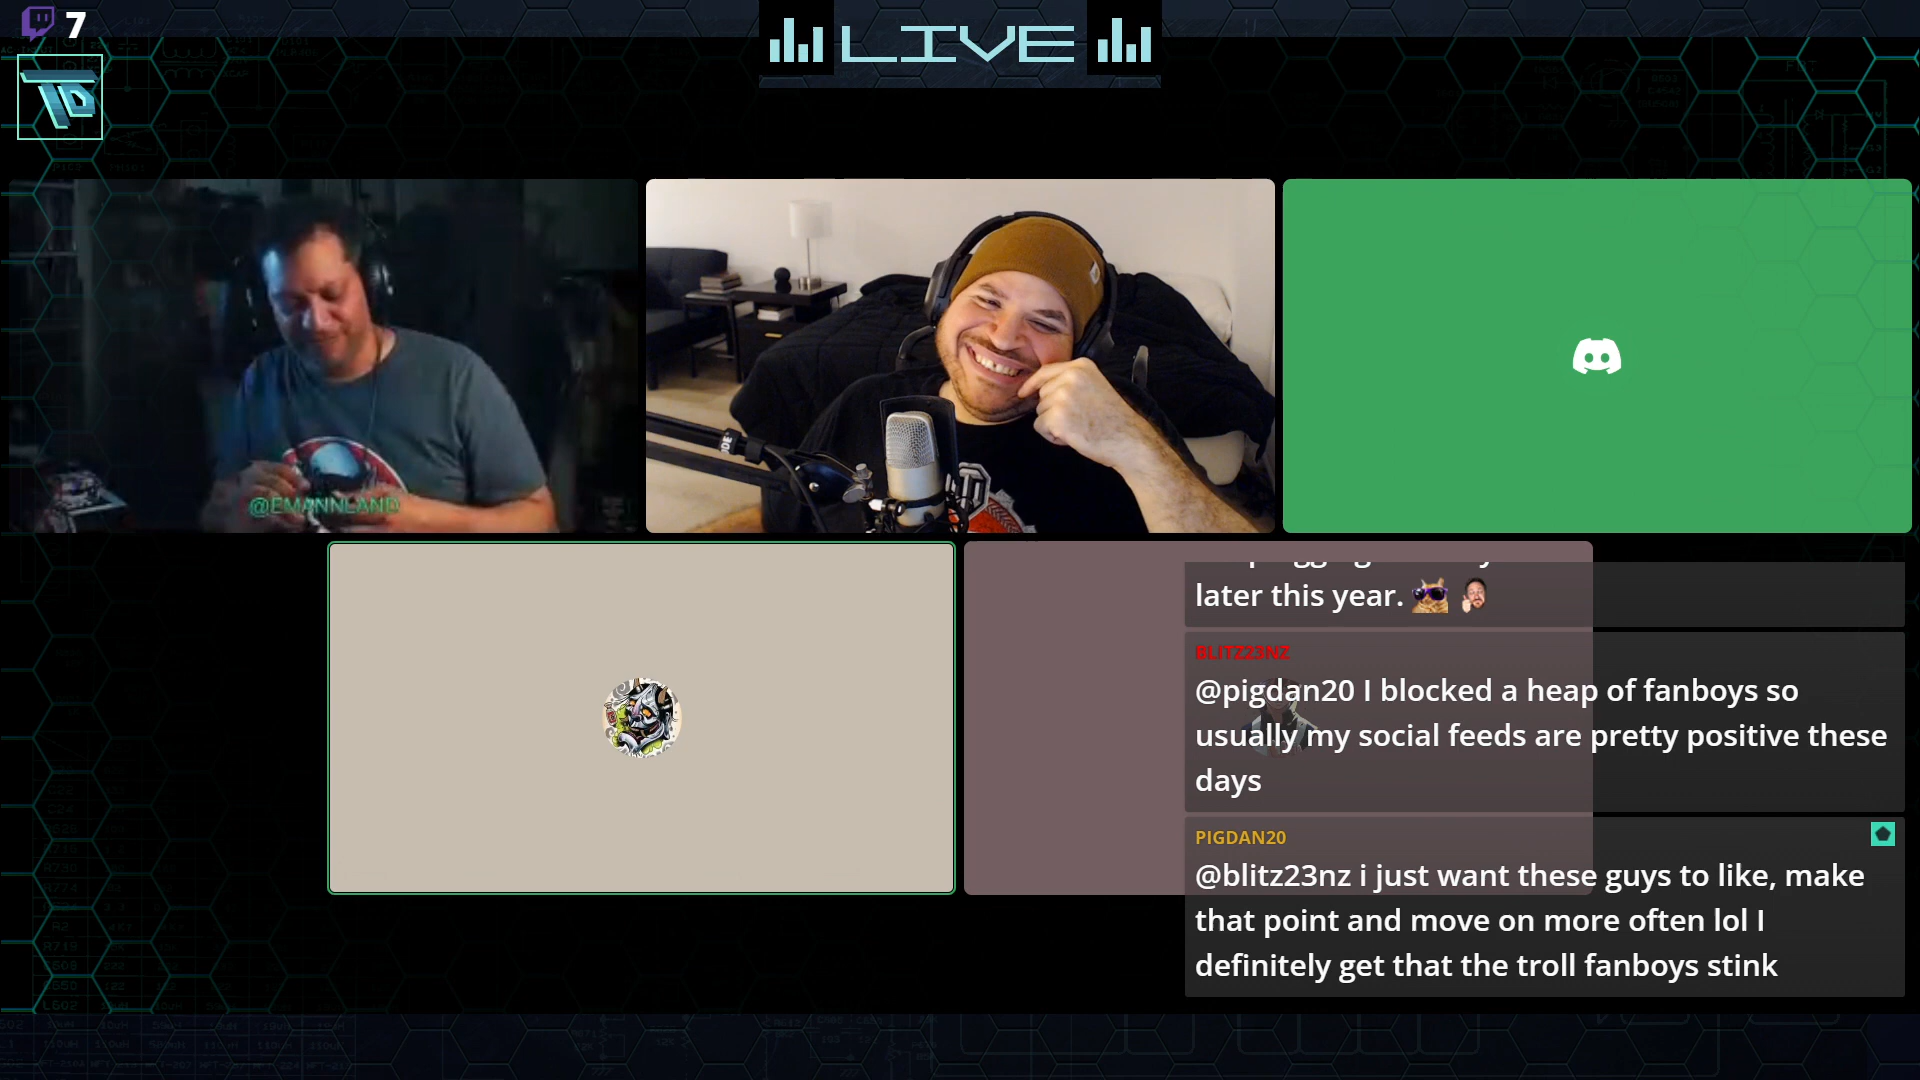 7
LIVE
TD
@EMANNLAND
later this year.
BLITZ23NZ
@pigdan20 I blocked a heap of fanboys so
usually my social feeds are pretty positive these
days
PIGDAN20
@blitz23nz i just want these guys to like, make
that point and move on more often lol I
definitely get that the troll fanboys stink